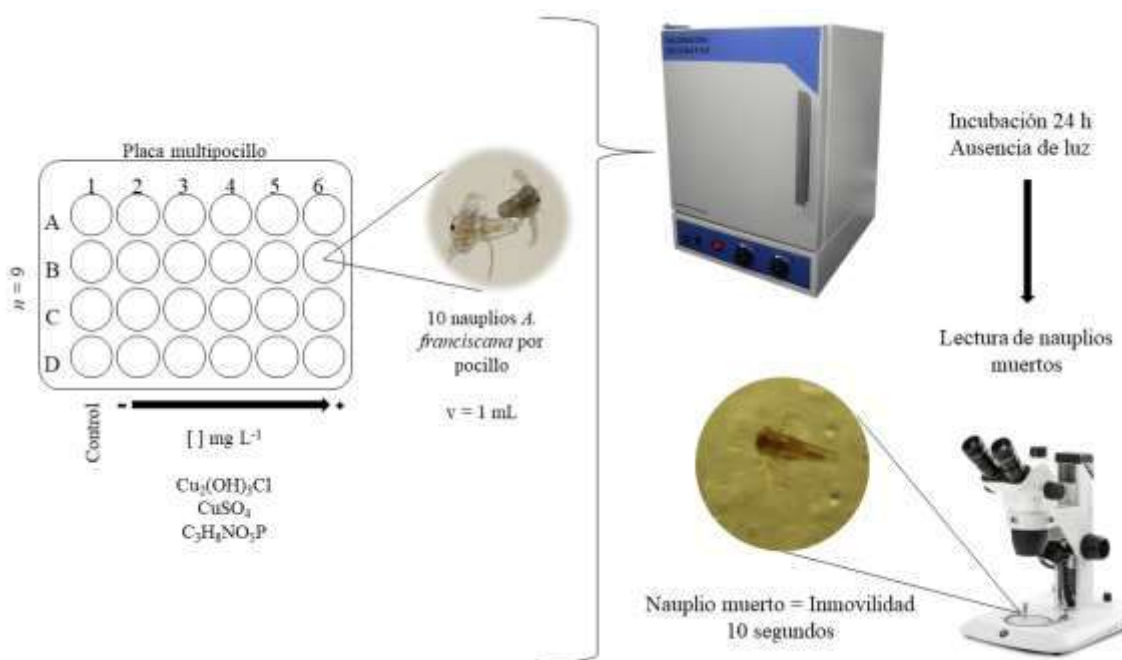 Placa multipocillo
1 2 3 4 5 6
A
B
C
D
n = 9
Control
- +
[ ] mg L⁻¹
Cu₂(OH)₃Cl
CuSO₄
C₃H₈NO₅P
10 nauplios A.
franciscana por
pocillo
v = 1 mL
Incubación 24 h
Ausencia de luz
Lectura de nauplios
muertos
Nauplio muerto = Inmovilidad
10 segundos